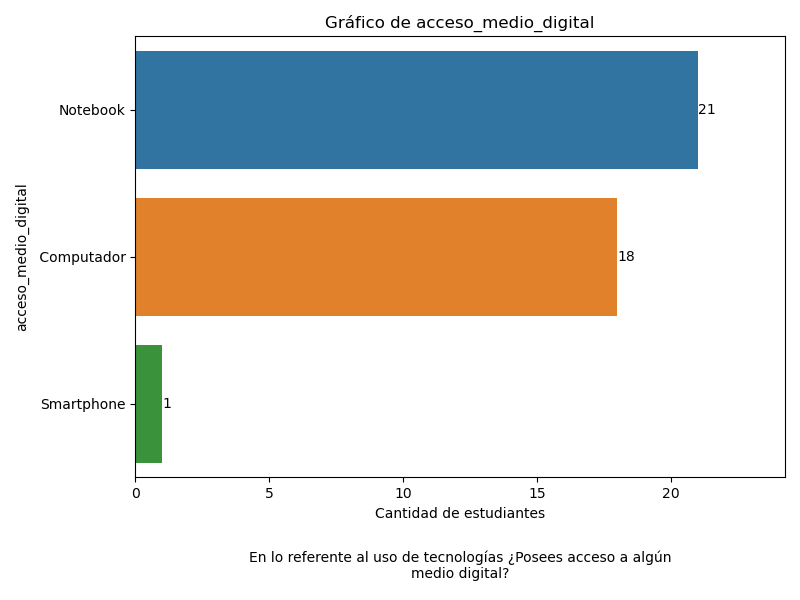 Gráfico de acceso_medio_digital
acceso_medio_digital
Notebook
21
Computador
18
Smartphone
1
0 5 10 15 20
Cantidad de estudiantes
En lo referente al uso de tecnologías ¿Posees acceso a algún
medio digital?